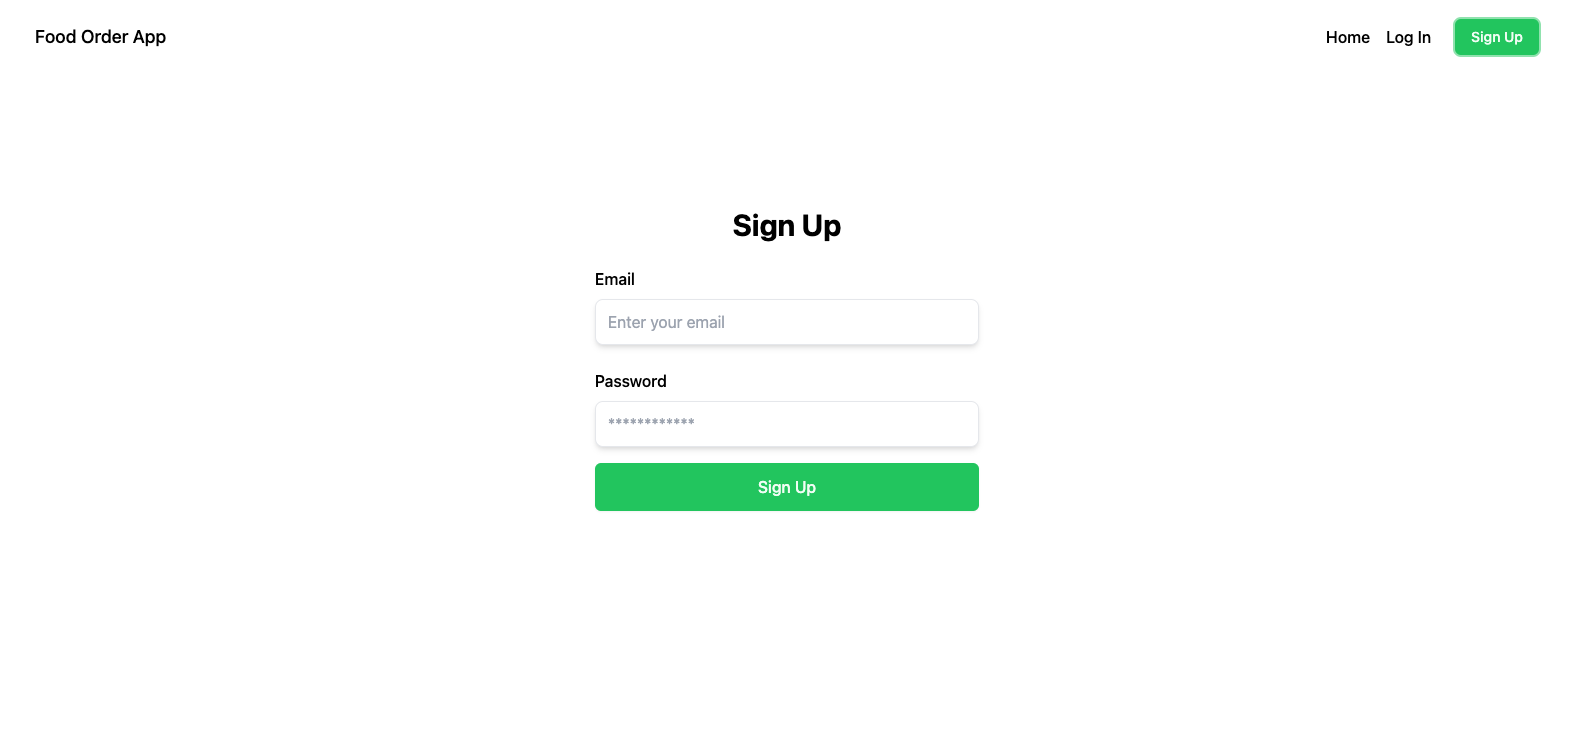 Food Order App
Home Log In Sign Up
Sign Up
Email
Enter your email
Password
************
Sign Up